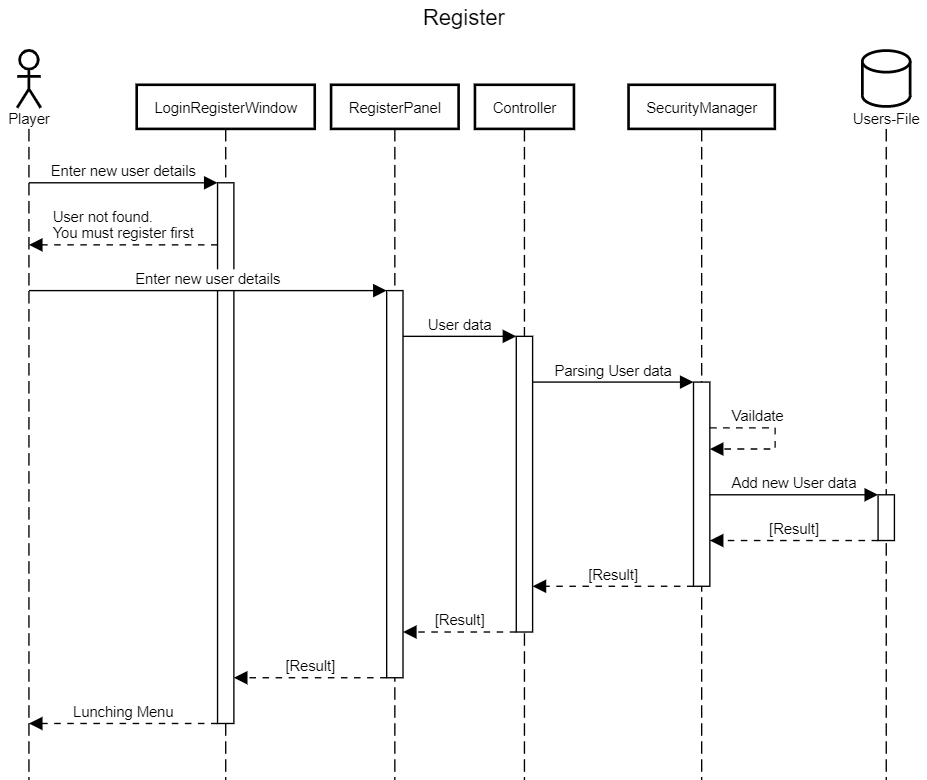 Register
Player
LoginRegisterWindow
RegisterPanel
Controller
SecurityManager
Users-File
Enter new user details
User not found.
You must register first
Enter new user details
User data
Parsing User data
Vaildate
Add new User data
[Result]
[Result]
[Result]
[Result]
Lunching Menu